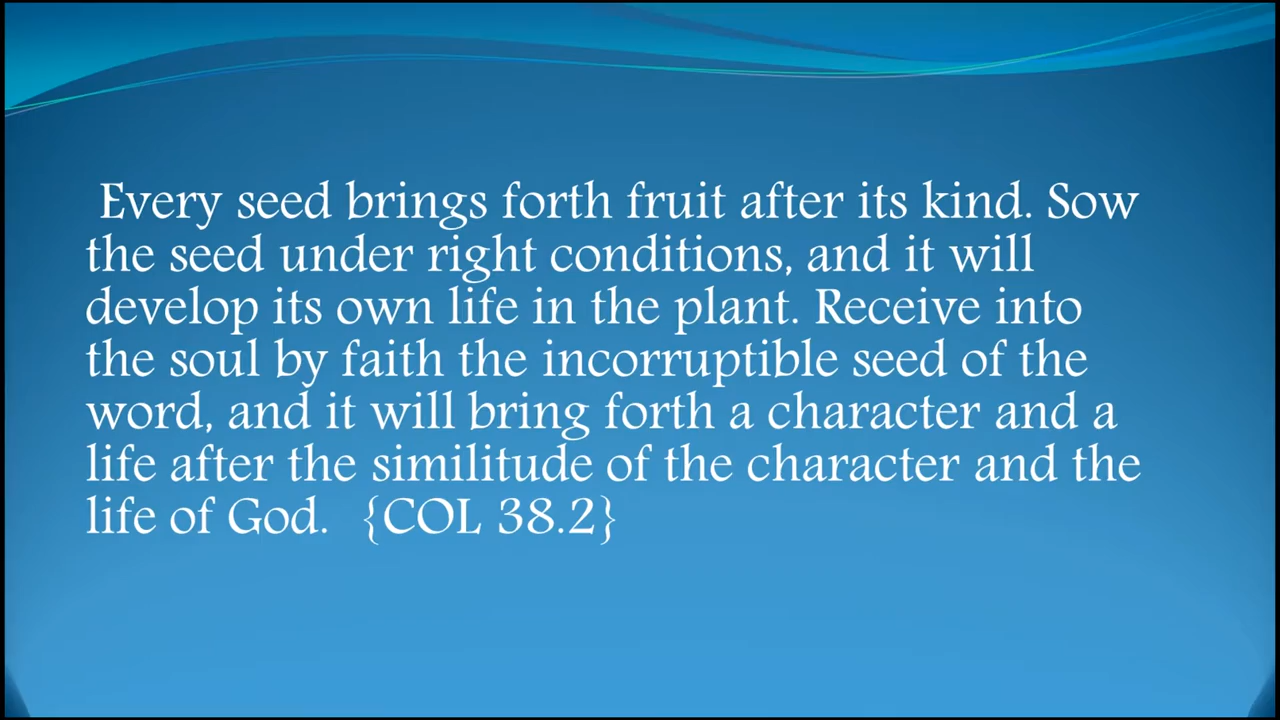 Every seed brings forth fruit after its kind. Sow
the seed under right conditions, and it will
develop its own life in the plant. Receive into
the soul by faith the incorruptible seed of the
word, and it will bring forth a character and a
life after the similitude of the character and the
life of God. {COL 38.2}